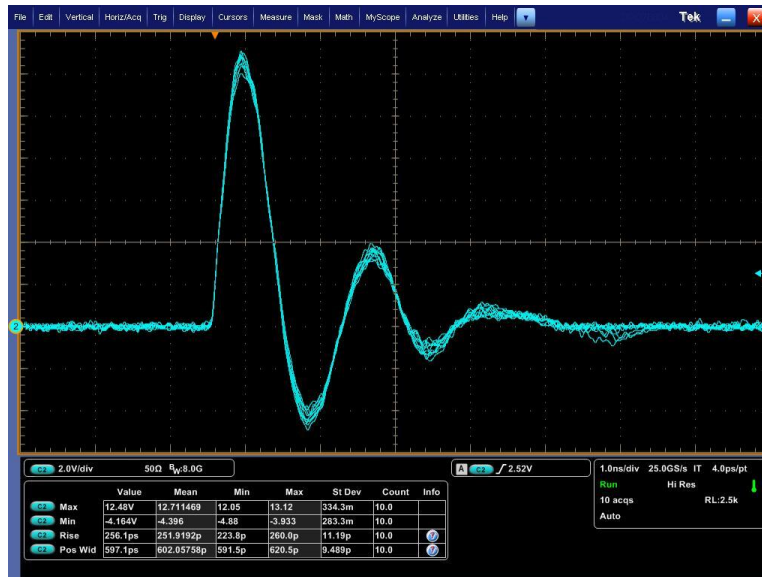 File Edit Vertical Horiz/Acq Trig Display Cursors Measure Mask Math MyScope Analyze Utilities Help Tek X
2
C2 2.0V/div 50Ω BW:8.0G
A C2 2.52V
1.0ns/div 25.0GS/s IT 4.0ps/pt
Run Hi Res
10 acqs RL:2.5k
Auto
Value Mean Min Max St Dev Count Info
C2 Max 12.48V 12.711469 12.05 13.12 334.3m 10.0
C2 Min -4.164V -4.396 -4.88 -3.933 283.3m 10.0
C2 Rise 256.1ps 251.9192p 223.8p 260.0p 11.19p 10.0
C2 Pos Wid 597.1ps 602.05758p 591.5p 620.5p 9.489p 10.0